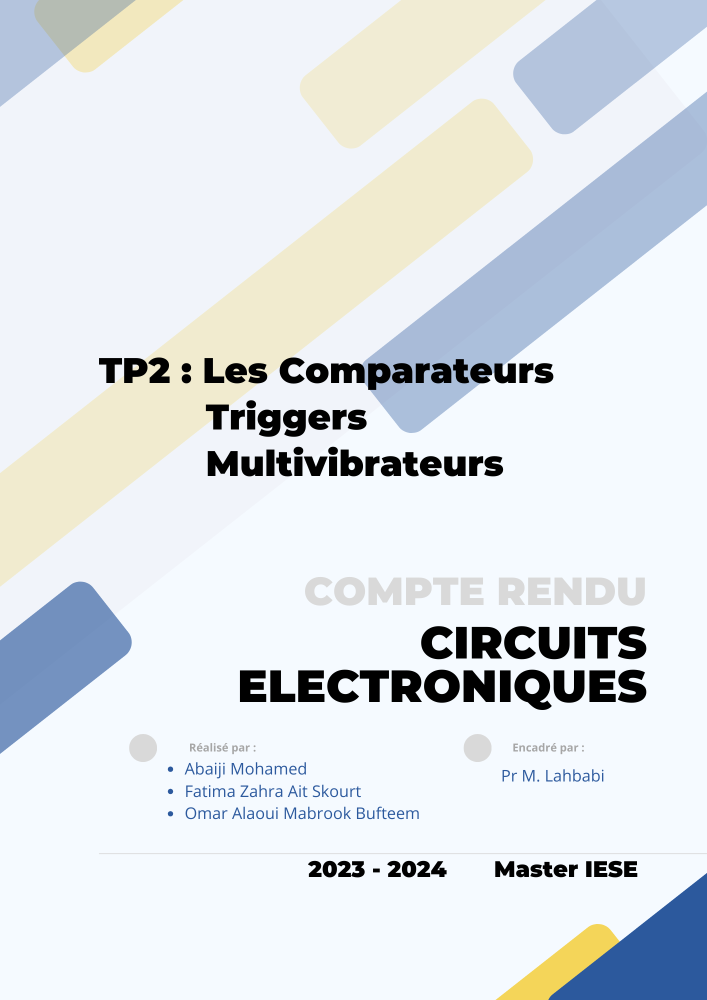 TP2 : Les Comparateurs
Triggers
Multivibrateurs
COMPTE RENDU
CIRCUITS
ELECTRONIQUES
Réalisé par :
• Abaiji Mohamed
• Fatima Zahra Ait Skourt
• Omar Alaoui Mabrook Bufteem
Encadré par :
Pr M. Lahbabi
2023 - 2024 Master IESE